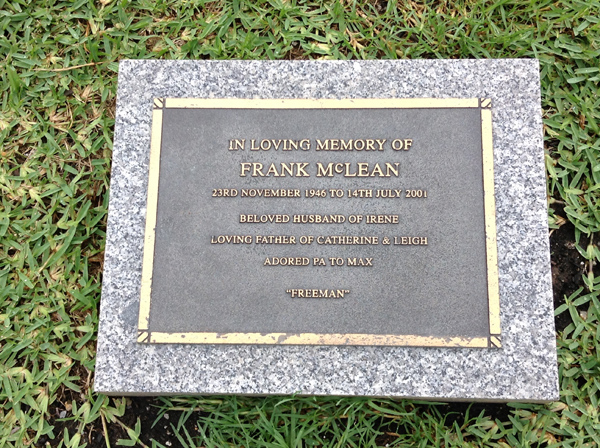 IN LOVING MEMORY OF
FRANK McLEAN
23RD NOVEMBER 1946 TO 14TH JULY 2001
BELOVED HUSBAND OF IRENE
LOVING FATHER OF CATHERINE & LEIGH
ADORED PA TO MAX
"FREEMAN"